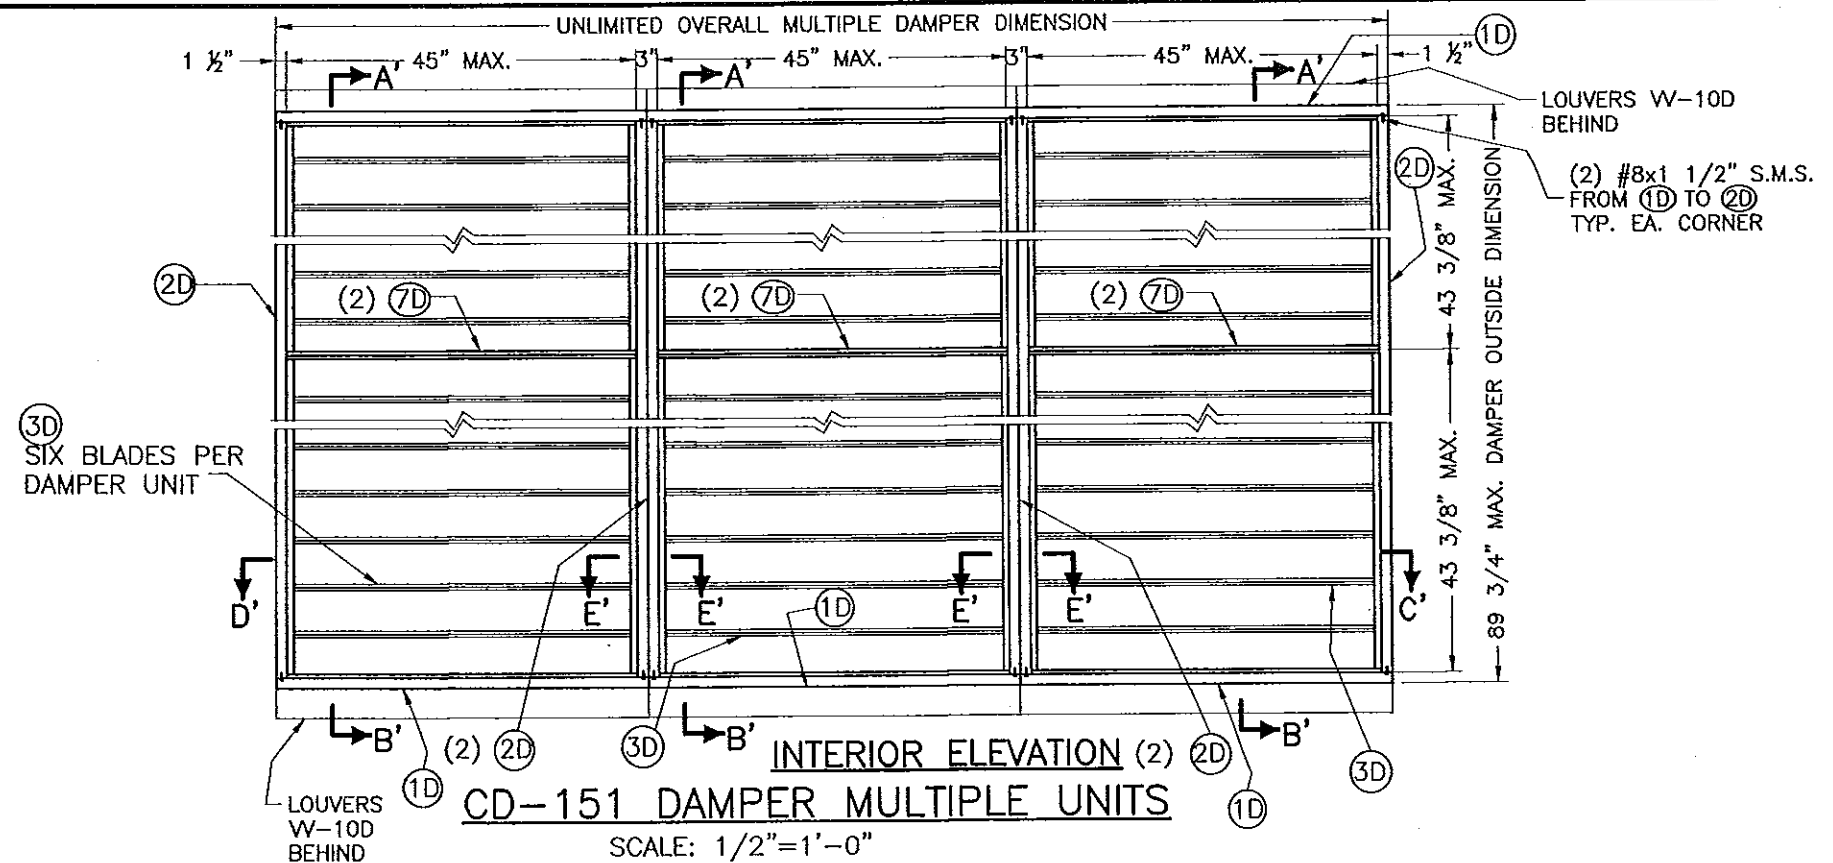 UNLIMITED OVERALL MULTIPLE DAMPER DIMENSION
1 ½" 45" MAX. 3" 45" MAX. 3" 45" MAX. 1 ½" 1D
A' A' A'
LOUVERS W-10D
BEHIND
(2) #8x1 1/2" S.M.S.
FROM 1D TO 2D
TYP. EA. CORNER
2D
43 3/8" MAX.
43 3/8" MAX.
89 3/4" MAX. DAMPER OUTSIDE DIMENSION
2D
(2) 7D (2) 7D (2) 7D
3D
SIX BLADES PER
DAMPER UNIT
D' E' E' E' E' C'
1D
B' (2) 2D 3D B' (2) 2D B' 3D
1D 1D
LOUVERS
W-10D
BEHIND
INTERIOR ELEVATION
CD-151 DAMPER MULTIPLE UNITS
SCALE: 1/2"=1'-0"